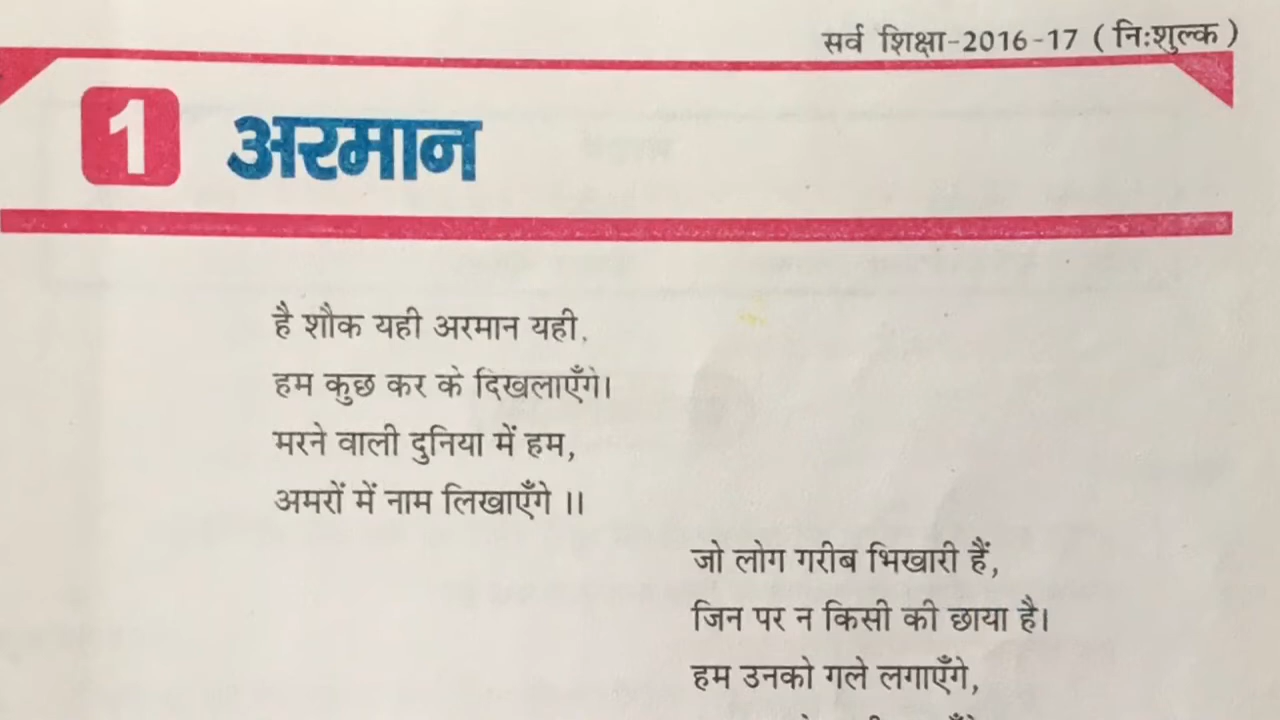 सर्व शिक्षा-2016-17 ( निःशुल्क )
1 अरमान
है शौक यही अरमान यही,
हम कुछ कर के दिखलाएँगे।
मरने वाली दुनिया में हम,
अमरों में नाम लिखाएँगे ।।
जो लोग गरीब भिखारी हैं,
जिन पर न किसी की छाया है।
हम उनको गले लगाएँगे,